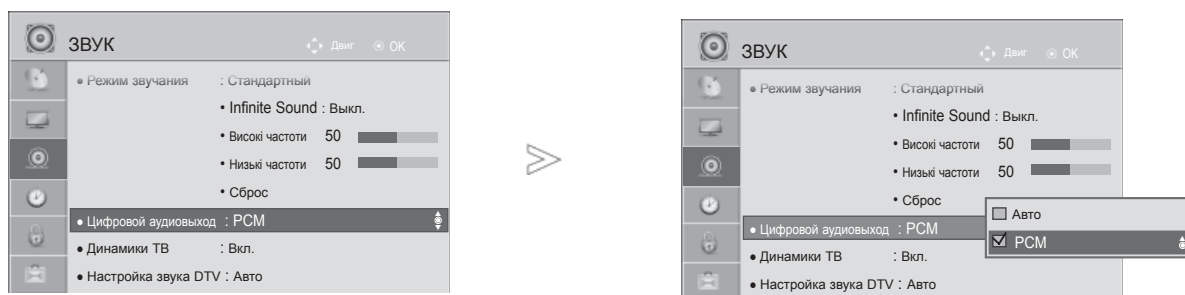 ЗВУК
Двиг OK
• Режим звучания : Стандартный
• Infinite Sound : Выкл.
• Високі частоти 50
• Низькі частоти 50
• Сброс
• Цифровой аудиовыход : PCM
• Динамики ТВ : Вкл.
• Настройка звука DTV : Авто
ЗВУК
Двиг OK
• Режим звучания : Стандартный
• Infinite Sound : Выкл.
• Високі частоти 50
• Низькі частоти 50
• Сброс
• Цифровой аудиовыход : PCM
• Динамики ТВ : Вкл.
• Настройка звука DTV : Авто
Авто
PCM